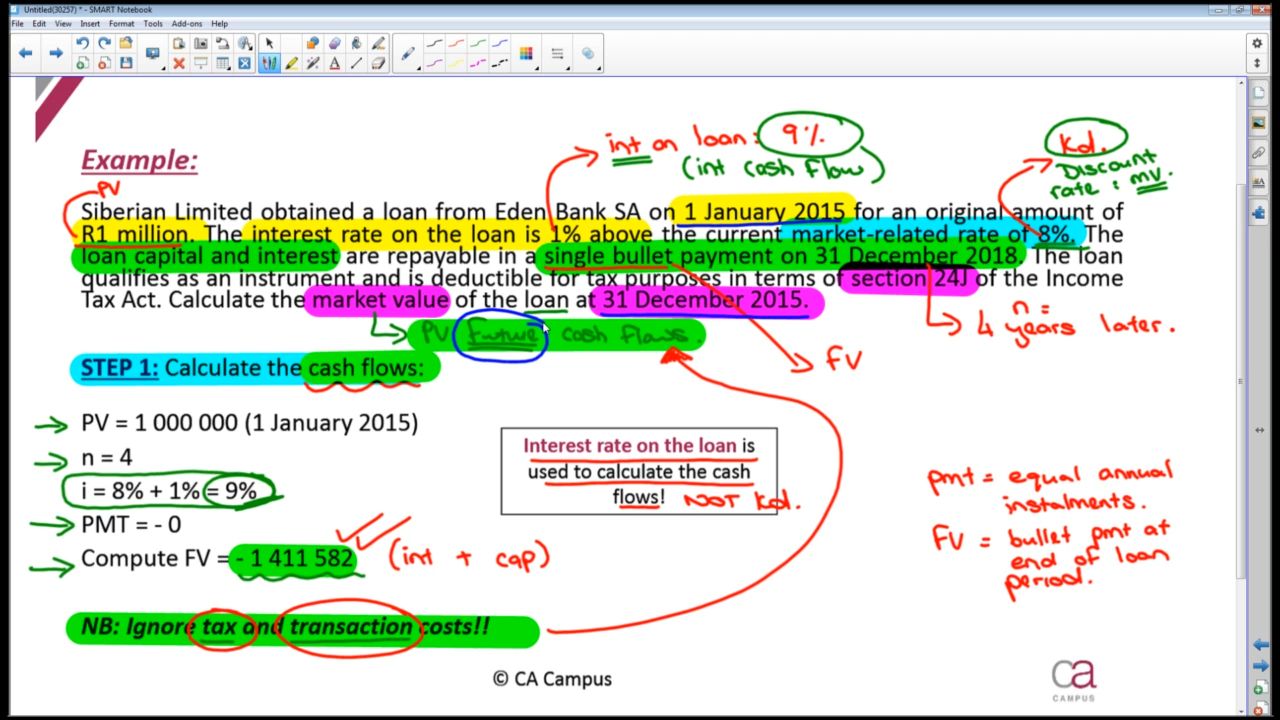 Untitled(30257) * - SMART Notebook
File Edit View Insert Format Tools Add-ons Help
int on loan: 9%
(int cash flow)
Kd.
Discount
rate: mv.
Example:
PV
Siberian Limited obtained a loan from Eden Bank SA on 1 January 2015 for an original amount of
R1 million. The interest rate on the loan is 1% above the current market-related rate of 8%. The
loan capital and interest are repayable in a single bullet payment on 31 December 2018. The loan
qualifies as an instrument and is deductible for tax purposes in terms of section 24J of the Income
Tax Act. Calculate the market value of the loan at 31 December 2015.
n =
4 years later.
PV Future cash flows.
FV
STEP 1: Calculate the cash flows:
PV = 1 000 000 (1 January 2015)
n = 4
i = 8% + 1% = 9%
PMT = - 0
Compute FV = - 1 411 582 (int + cap)
Interest rate on the loan is
used to calculate the cash
flows! NOT Kd.
pmt = equal annual
instalments.
FV = bullet pmt at
end of loan
period.
NB: Ignore tax and transaction costs!!
© CA Campus
ca
CAMPUS